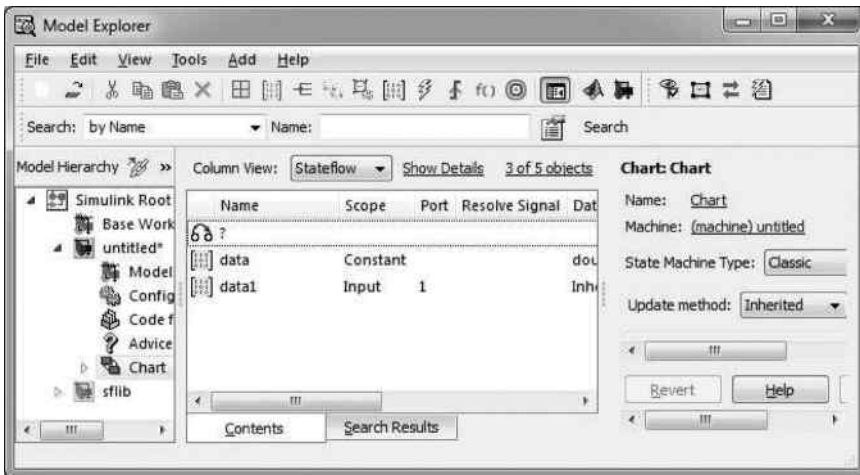 Model Explorer
File Edit View Tools Add Help
f()
Search: by Name Name: Search
Model Hierarchy » Column View: Stateflow Show Details 3 of 5 objects Chart: Chart
Simulink Root
Base Work
untitled*
Model
Config
Code f
Advice
Chart
sflib
Name Scope Port Resolve Signal Dat
?
data Constant dou
data1 Input 1 Inh
Contents Search Results
Name: Chart
Machine: (machine) untitled
State Machine Type: Classic
Update method: Inherited
Revert Help